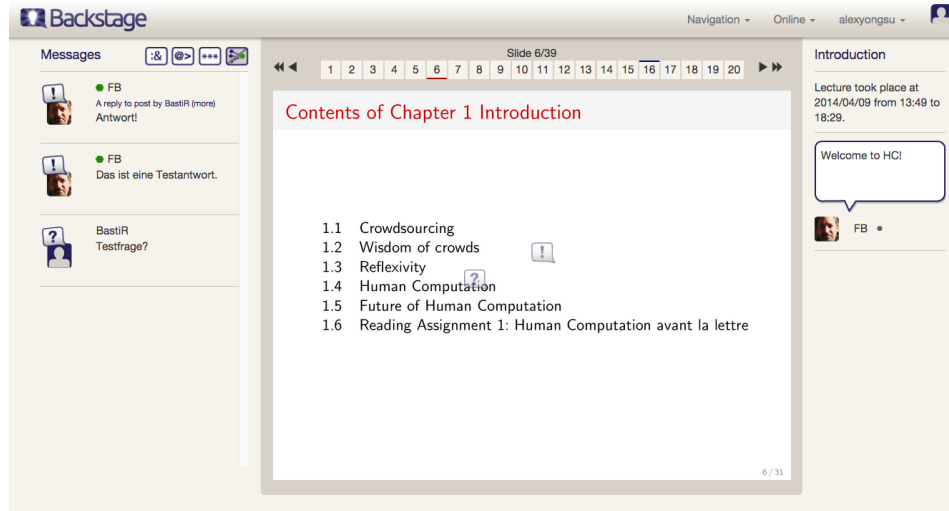 Backstage
Navigation
Online
alexyongsu
Messages
:&
@>
***
FB
A reply to post by BastiR (more)
Antwort!
FB
Das ist eine Testantwort.
BastiR
Testfrage?
Slide 6/39
1 2 3 4 5 6 7 8 9 10 11 12 13 14 15 16 17 18 19 20
Contents of Chapter 1 Introduction
1.1 Crowdsourcing
1.2 Wisdom of crowds
!
1.3 Reflexivity
?
1.4 Human Computation
1.5 Future of Human Computation
1.6 Reading Assignment 1: Human Computation avant la lettre
6 / 31
Introduction
Lecture took place at
2014/04/09 from 13:49 to
18:29.
Welcome to HC!
FB